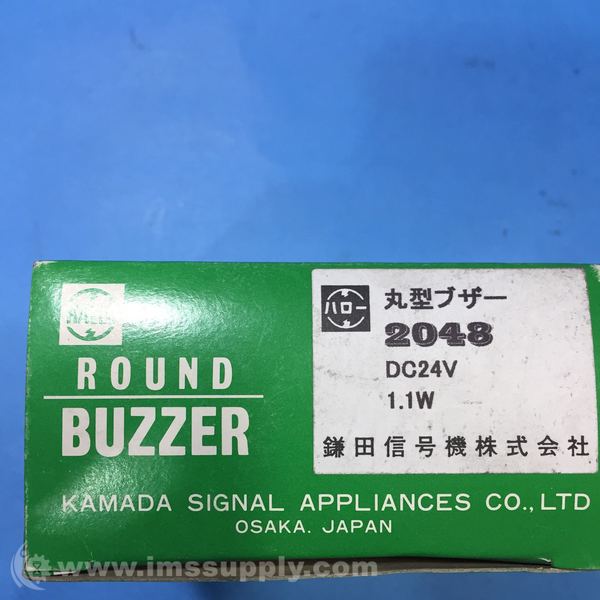 HALLO
ROUND
BUZZER
ハロー
丸型ブザー
2048
DC24V
1.1W
鎌田信号機株式会社
KAMADA SIGNAL APPLIANCES CO., LTD
OSAKA. JAPAN
www.imssupply.com